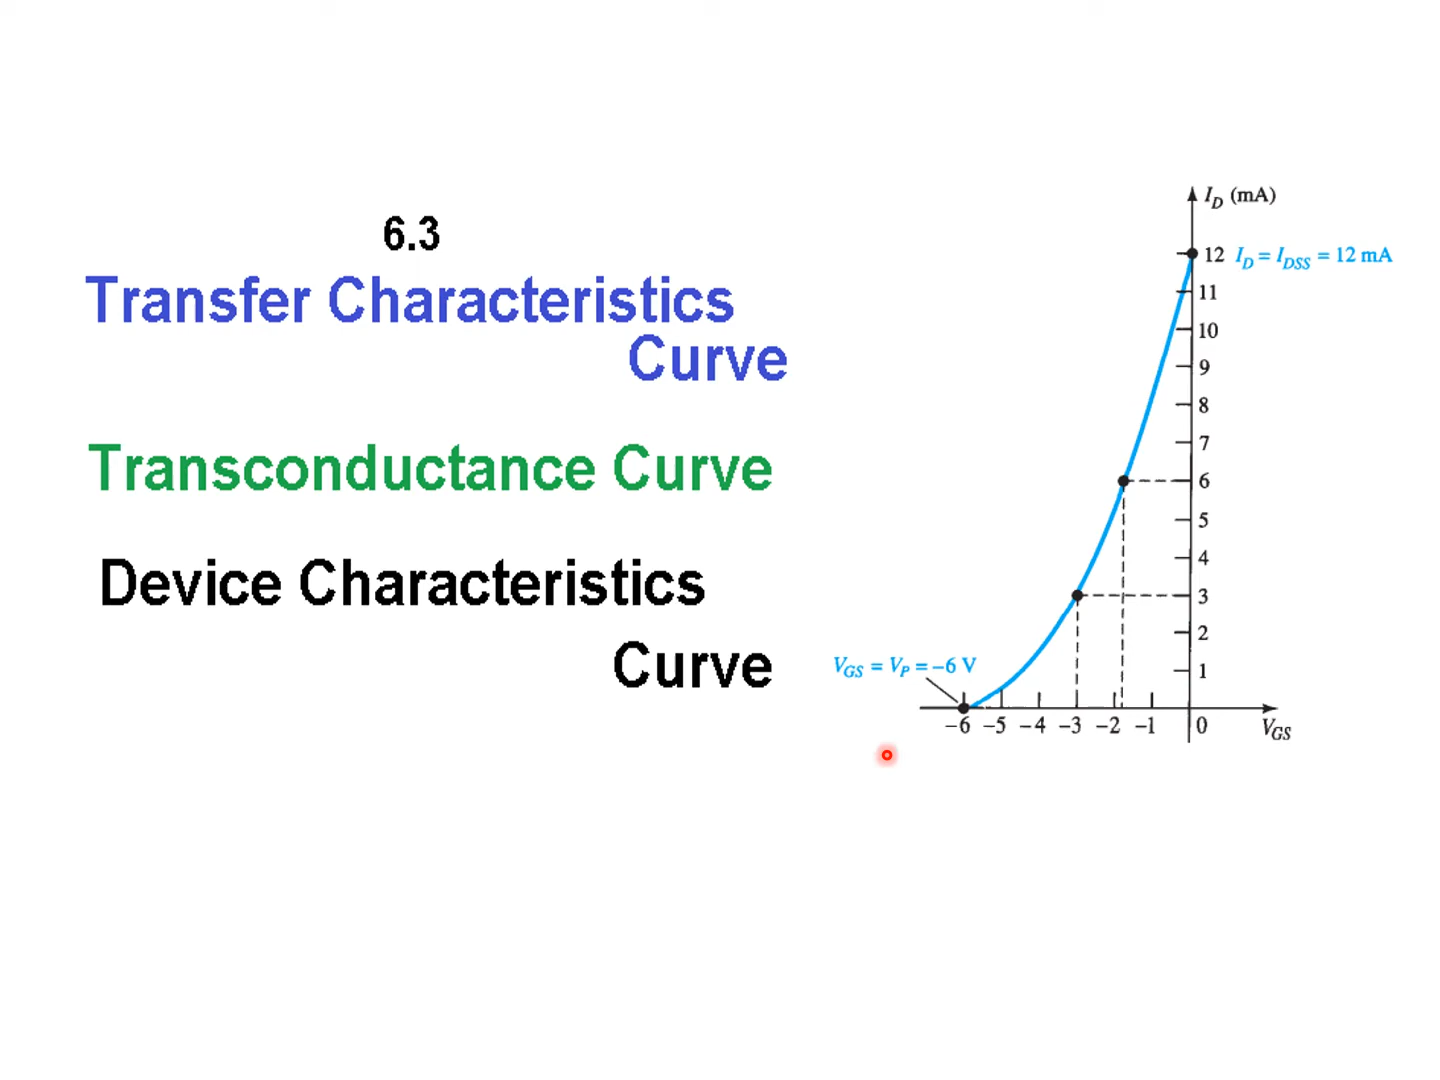 6.3
Transfer Characteristics
Curve
Transconductance Curve
Device Characteristics
Curve
I_D (mA)
12 I_D = I_DSS = 12 mA
11
10
9
8
7
6
5
4
3
2
1
V_GS = V_P = –6 V
–6 –5 –4 –3 –2 –1 0 V_GS